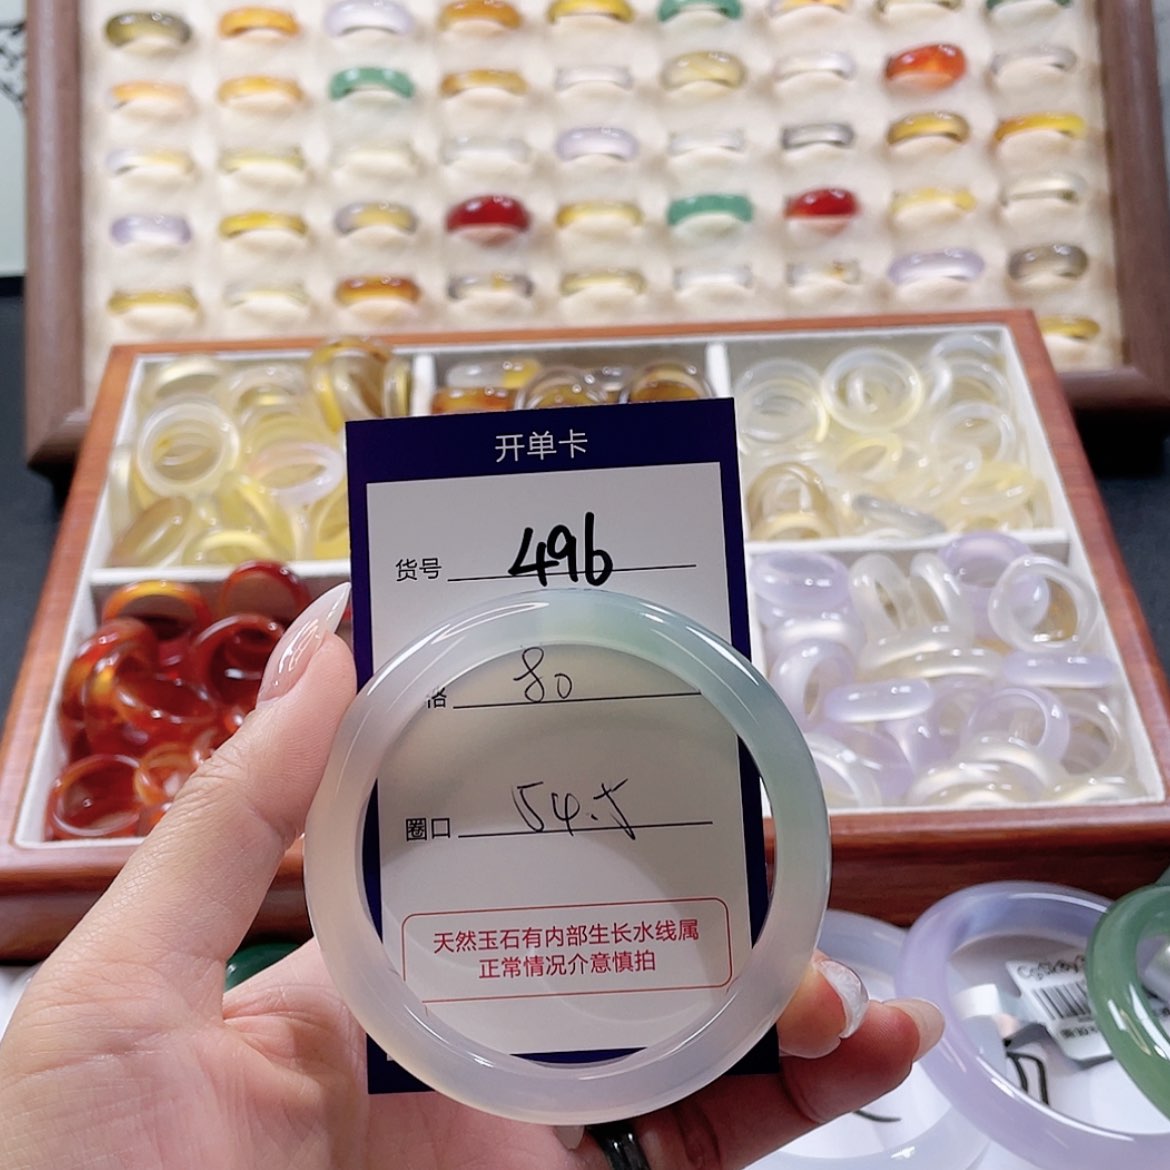 开单卡
货号 496
格 80
圈口 54.5
天然玉石有内部生长水线属
正常情况介意慎拍